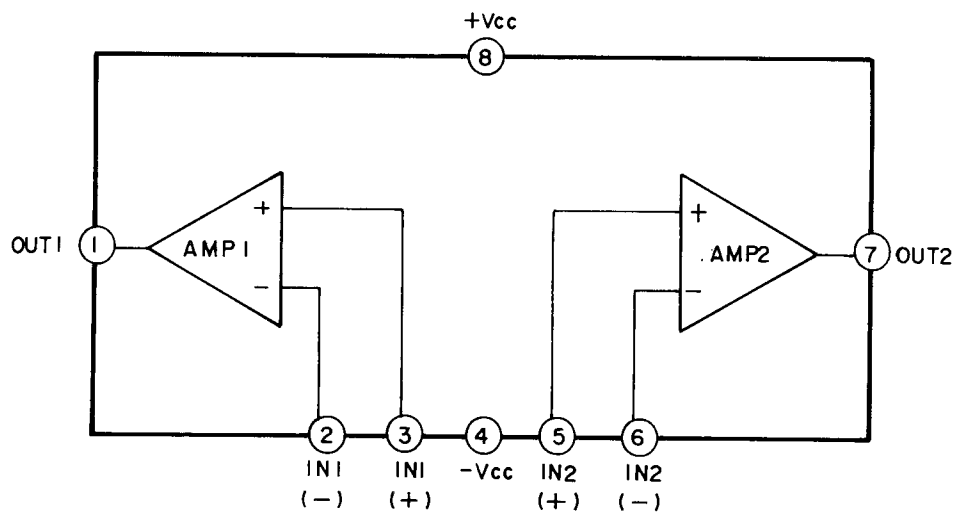 +Vcc
8
+
+
OUT1
1
AMP1
AMP2
7
OUT2
−
−
2
3
4
5
6
IN1
IN1
−Vcc
IN2
IN2
(−)
(+)
(+)
(−)